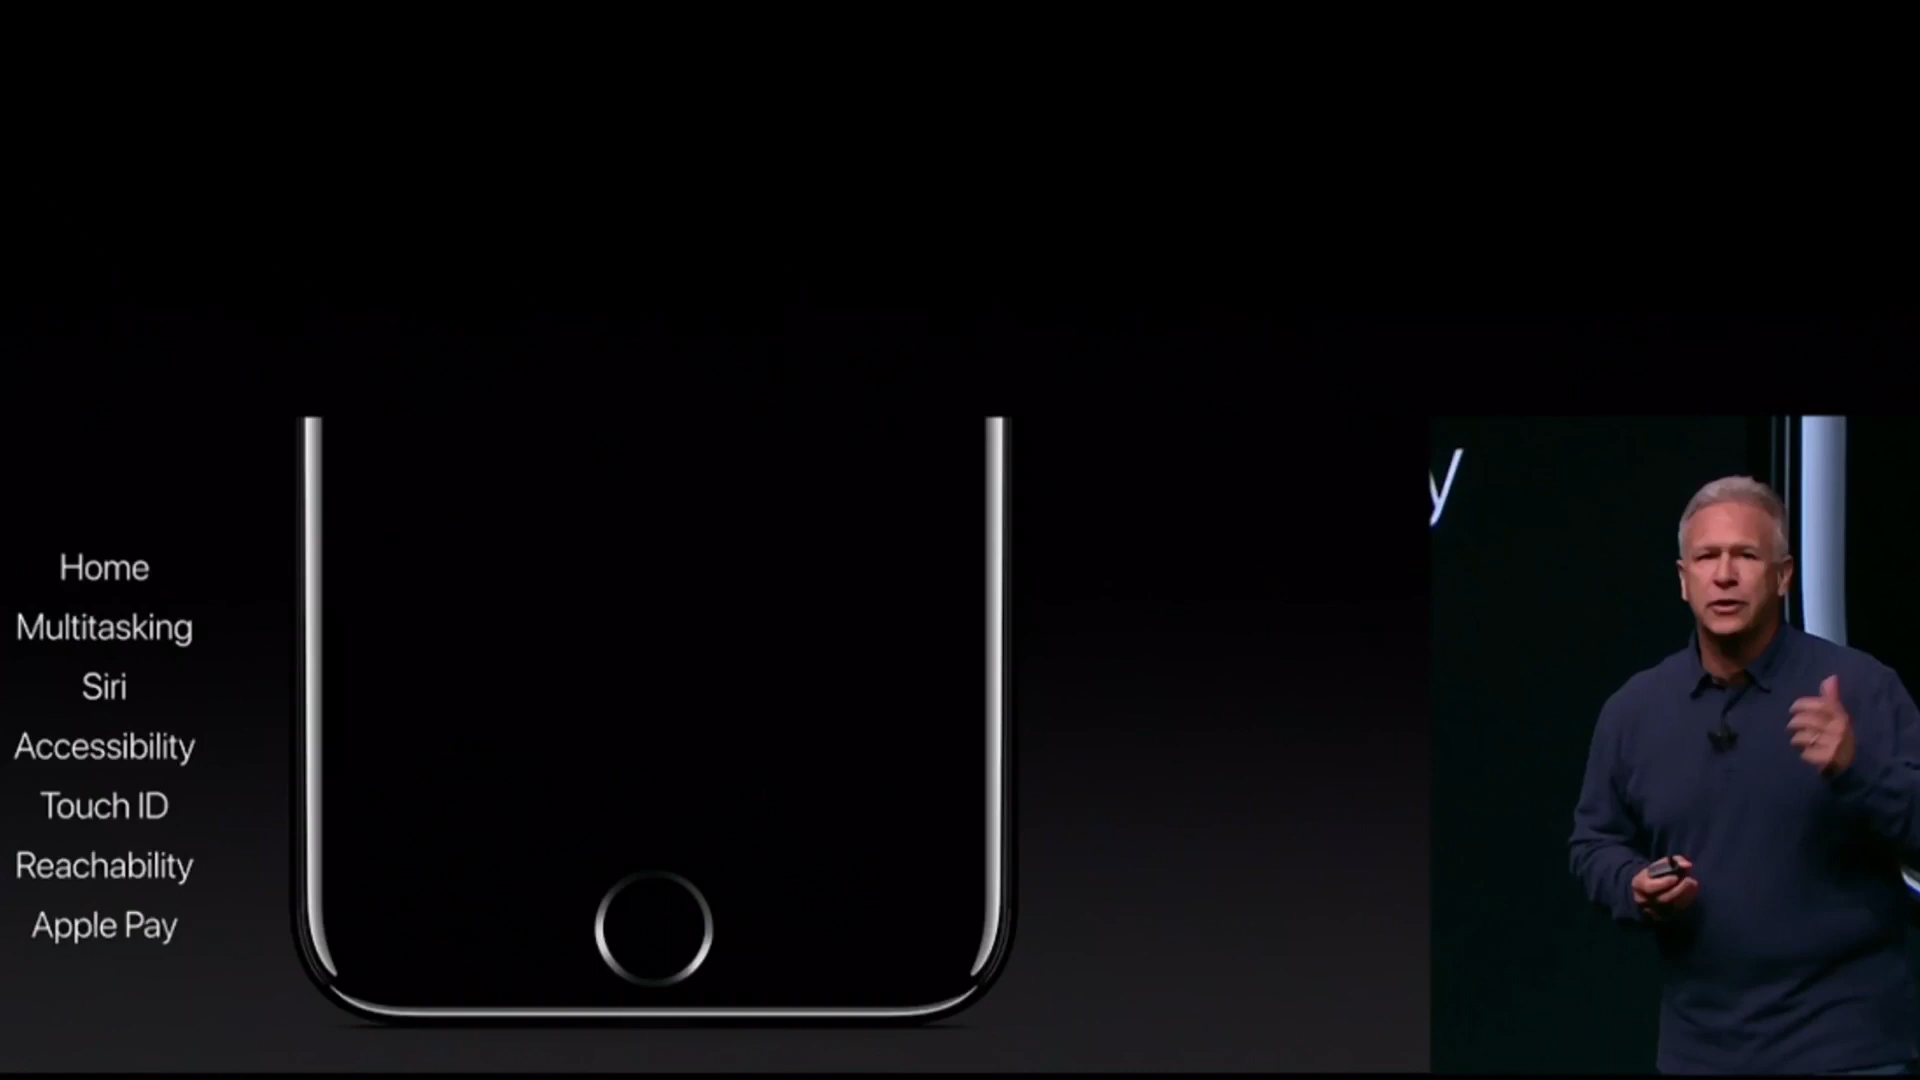 Home
Multitasking
Siri
Accessibility
Touch ID
Reachability
Apple Pay
y